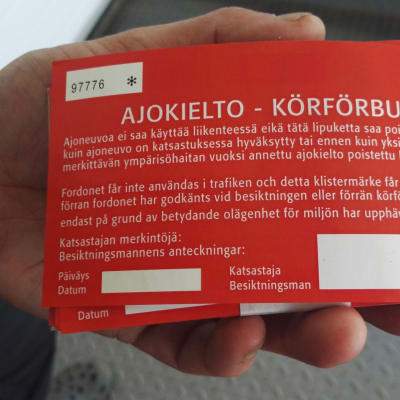 97776 *
AJOKIELTO - KÖRFÖRBU
Ajoneuvoa ei saa käyttää liikenteessä eikä tätä lipuketta saa poi
kuin ajoneuvo on katsastuksessa hyväksytty tai ennen kuin yksi
merkittävän ympärisöhaitan vuoksi annettu ajokielto poistettu
Fordonet får inte användas i trafiken och detta klistermärke får
förran fordonet har godkänts vid besiktningen eller förrän körf
endast på grund av betydande olägenhet för miljön har upphäv
Katsastajan merkintöjä:
Besiktningsmannens anteckningar:
Päiväys
Datum
Katsastaja
Besiktningsman
Datum